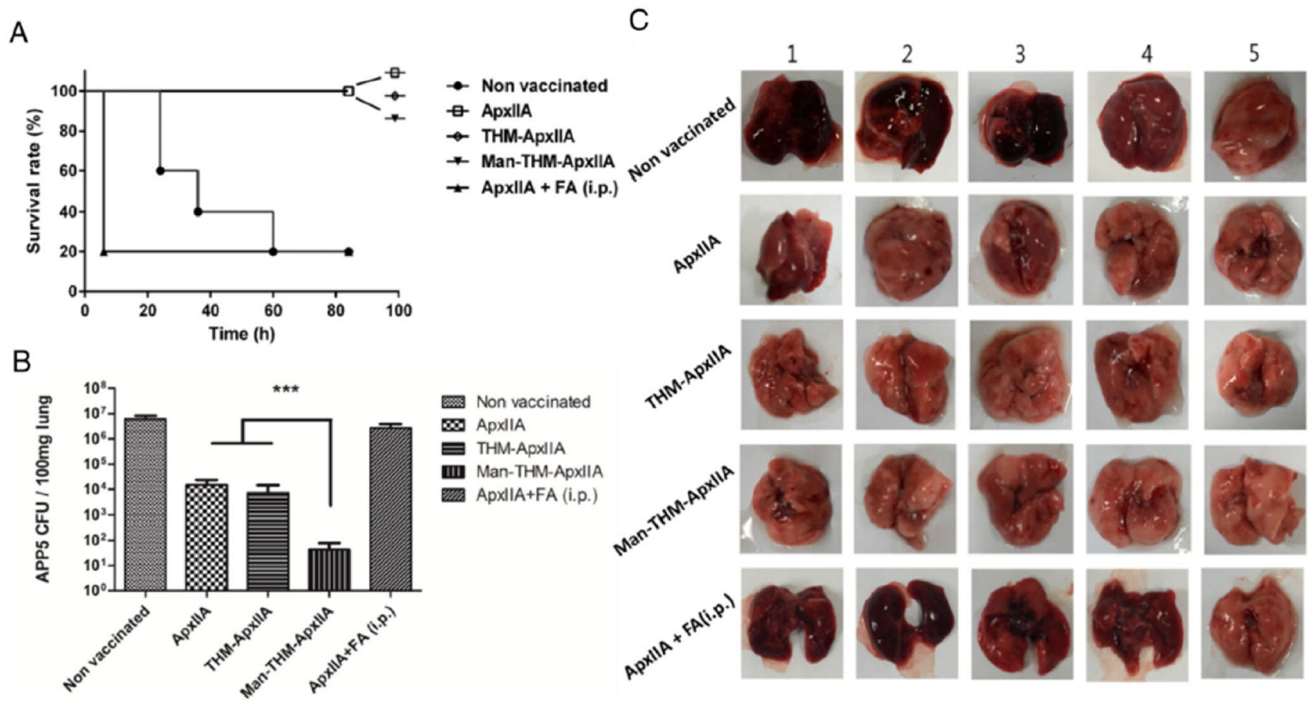 A
Survival rate (%)
100
80
60
40
20
0
0 20 40 60 80 100
Time (h)
Non vaccinated
ApxIIA
THM-ApxIIA
Man-THM-ApxIIA
ApxIIA + FA (i.p.)
B
APP5 CFU / 100mg lung
10⁸
10⁷
10⁶
10⁵
10⁴
10³
10²
10¹
10⁰
***
Non vaccinated
ApxIIA
THM-ApxIIA
Man-THM-ApxIIA
ApxIIA+FA (i.p.)
Non vaccinated
ApxIIA
THM-ApxIIA
Man-THM-ApxIIA
ApxIIA+FA (i.p.)
C
1 2 3 4 5
Non vaccinated
ApxIIA
THM-ApxIIA
Man-THM-ApxIIA
ApxIIA + FA(i.p.)